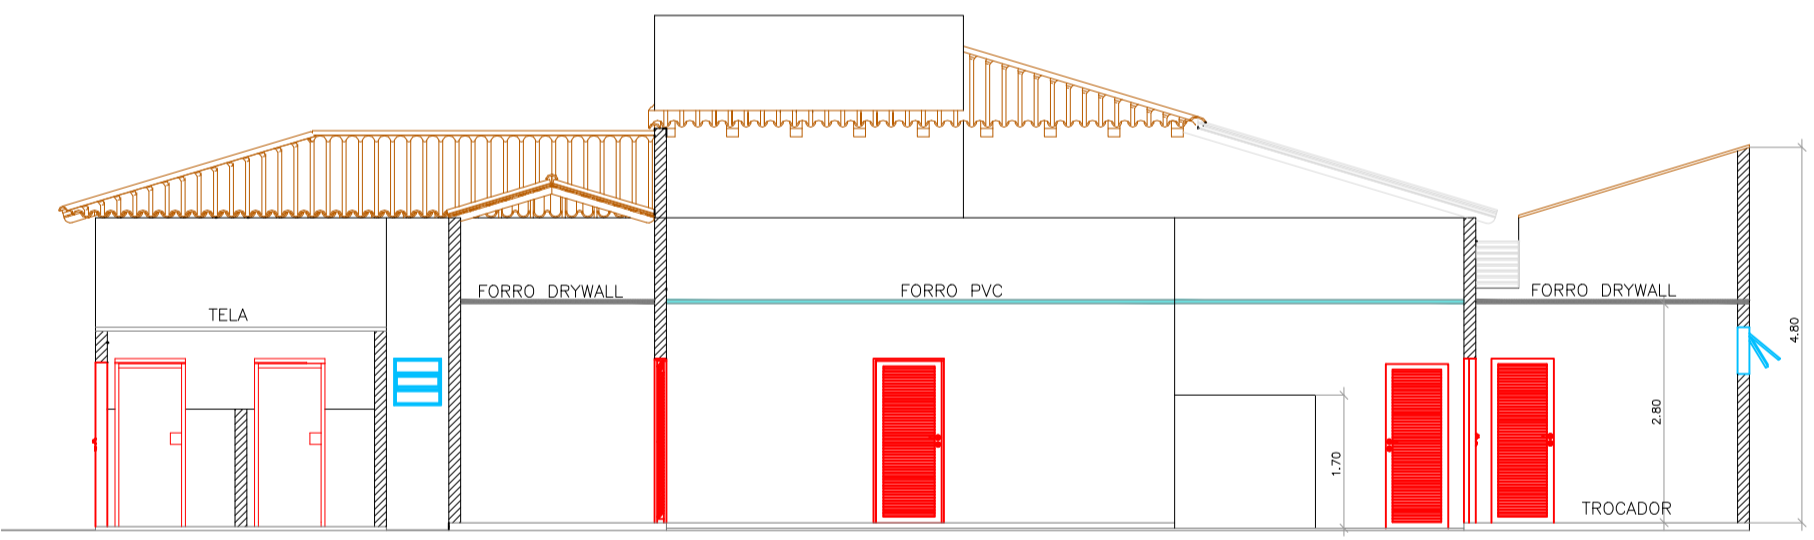 FORRO DRYWALL
FORRO PVC
FORRO DRYWALL
TELA
4.80
2.80
1.70
TROCADOR